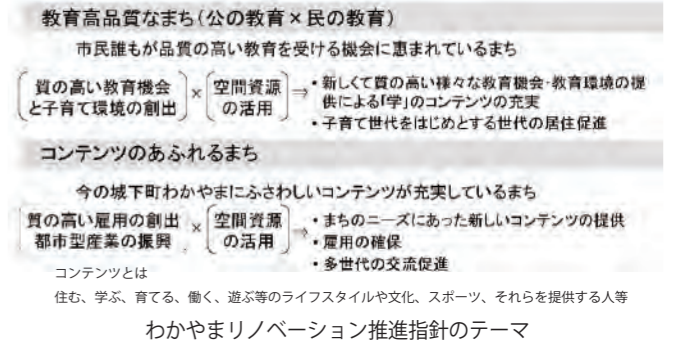 教育高品質なまち(公の教育×民の教育)
市民誰もが品質の高い教育を受ける機会に恵まれているまち
質の高い教育機会
と子育て環境の創出
×
空間資源
の活用
⇒
・新しくて質の高い様々な教育機会・教育環境の提
供による「学」のコンテンツの充実
・子育て世代をはじめとする世代の居住促進
コンテンツのあふれるまち
今の城下町わかやまにふさわしいコンテンツが充実しているまち
質の高い雇用の創出
都市型産業の振興
×
空間資源
の活用
⇒
・まちのニーズにあった新しいコンテンツの提供
・雇用の確保
・多世代の交流促進
コンテンツとは
住む、学ぶ、育てる、働く、遊ぶ等のライフスタイルや文化、スポーツ、それらを提供する人等
わかやまリノベーション推進指針のテーマ